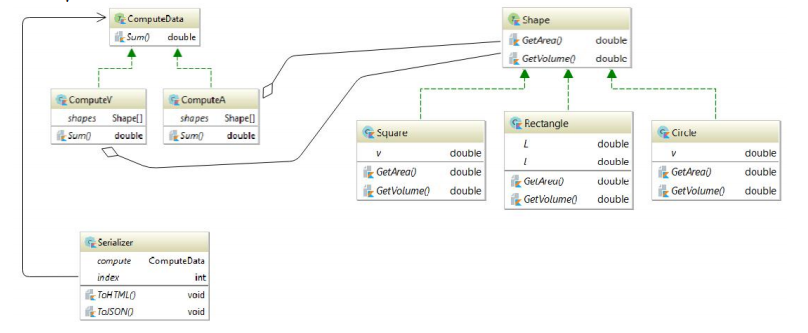 ComputeData
Sum() double
Shape
GetArea() double
GetVolume() double
ComputeV
shapes Shape[]
Sum() double
ComputeA
shapes Shape[]
Sum() double
Square
v double
GetArea() double
GetVolume() double
Rectangle
L double
l double
GetArea() double
GetVolume() double
Circle
v double
GetArea() double
GetVolume() double
Serializer
compute ComputeData
index int
ToHTML() void
ToJSON() void